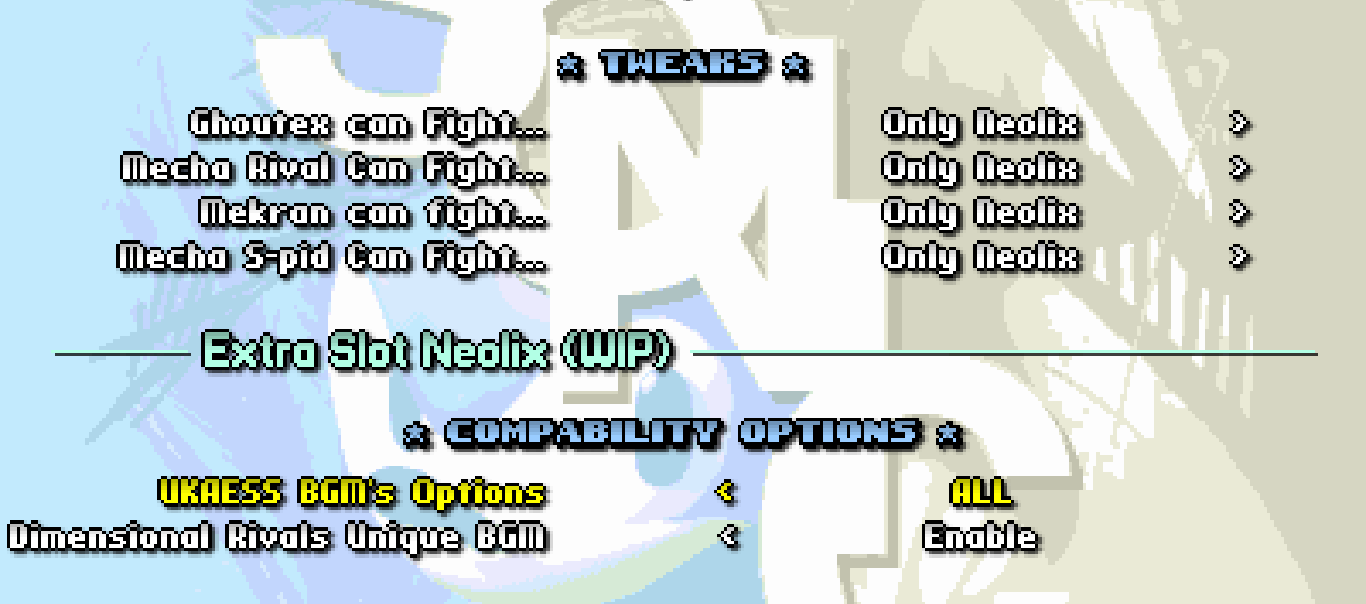 ★ TWEAKS ★
Ghoutex can Fight... Only Neolix >
Mecha Rival Can Fight... Only Neolix >
Mekran can fight... Only Neolix >
Mecha S-pid Can Fight... Only Neolix >
Extra Slot Neolix (WIP)
★ COMPABILITY OPTIONS ★
UKAESS BGM's Options < ALL
Dimensional Rivals Unique BGM < Enable